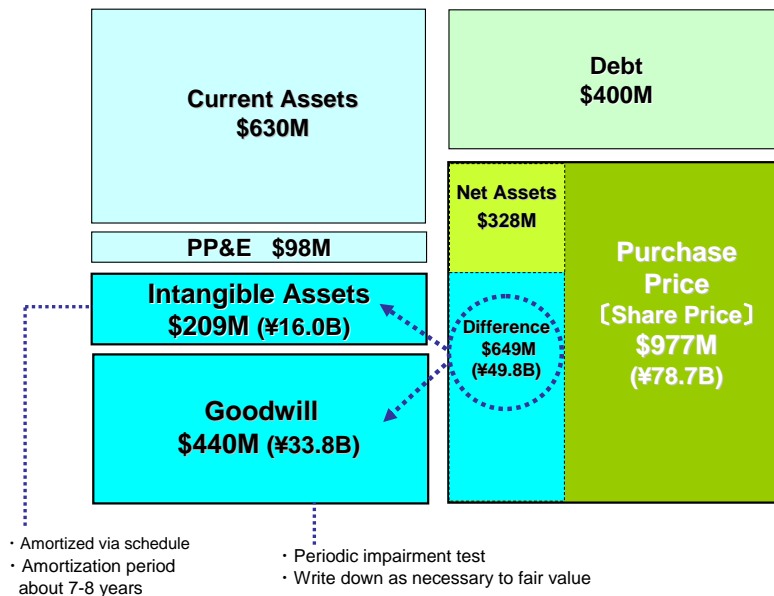 Current Assets
$630M
PP&E $98M
Intangible Assets
$209M (¥16.0B)
Goodwill
$440M (¥33.8B)
Debt
$400M
Net Assets
$328M
Difference
$649M
(¥49.8B)
Purchase
Price
〔Share Price〕
$977M
(¥78.7B)
・Amortized via schedule
・Amortization period
about 7-8 years
・Periodic impairment test
・Write down as necessary to fair value